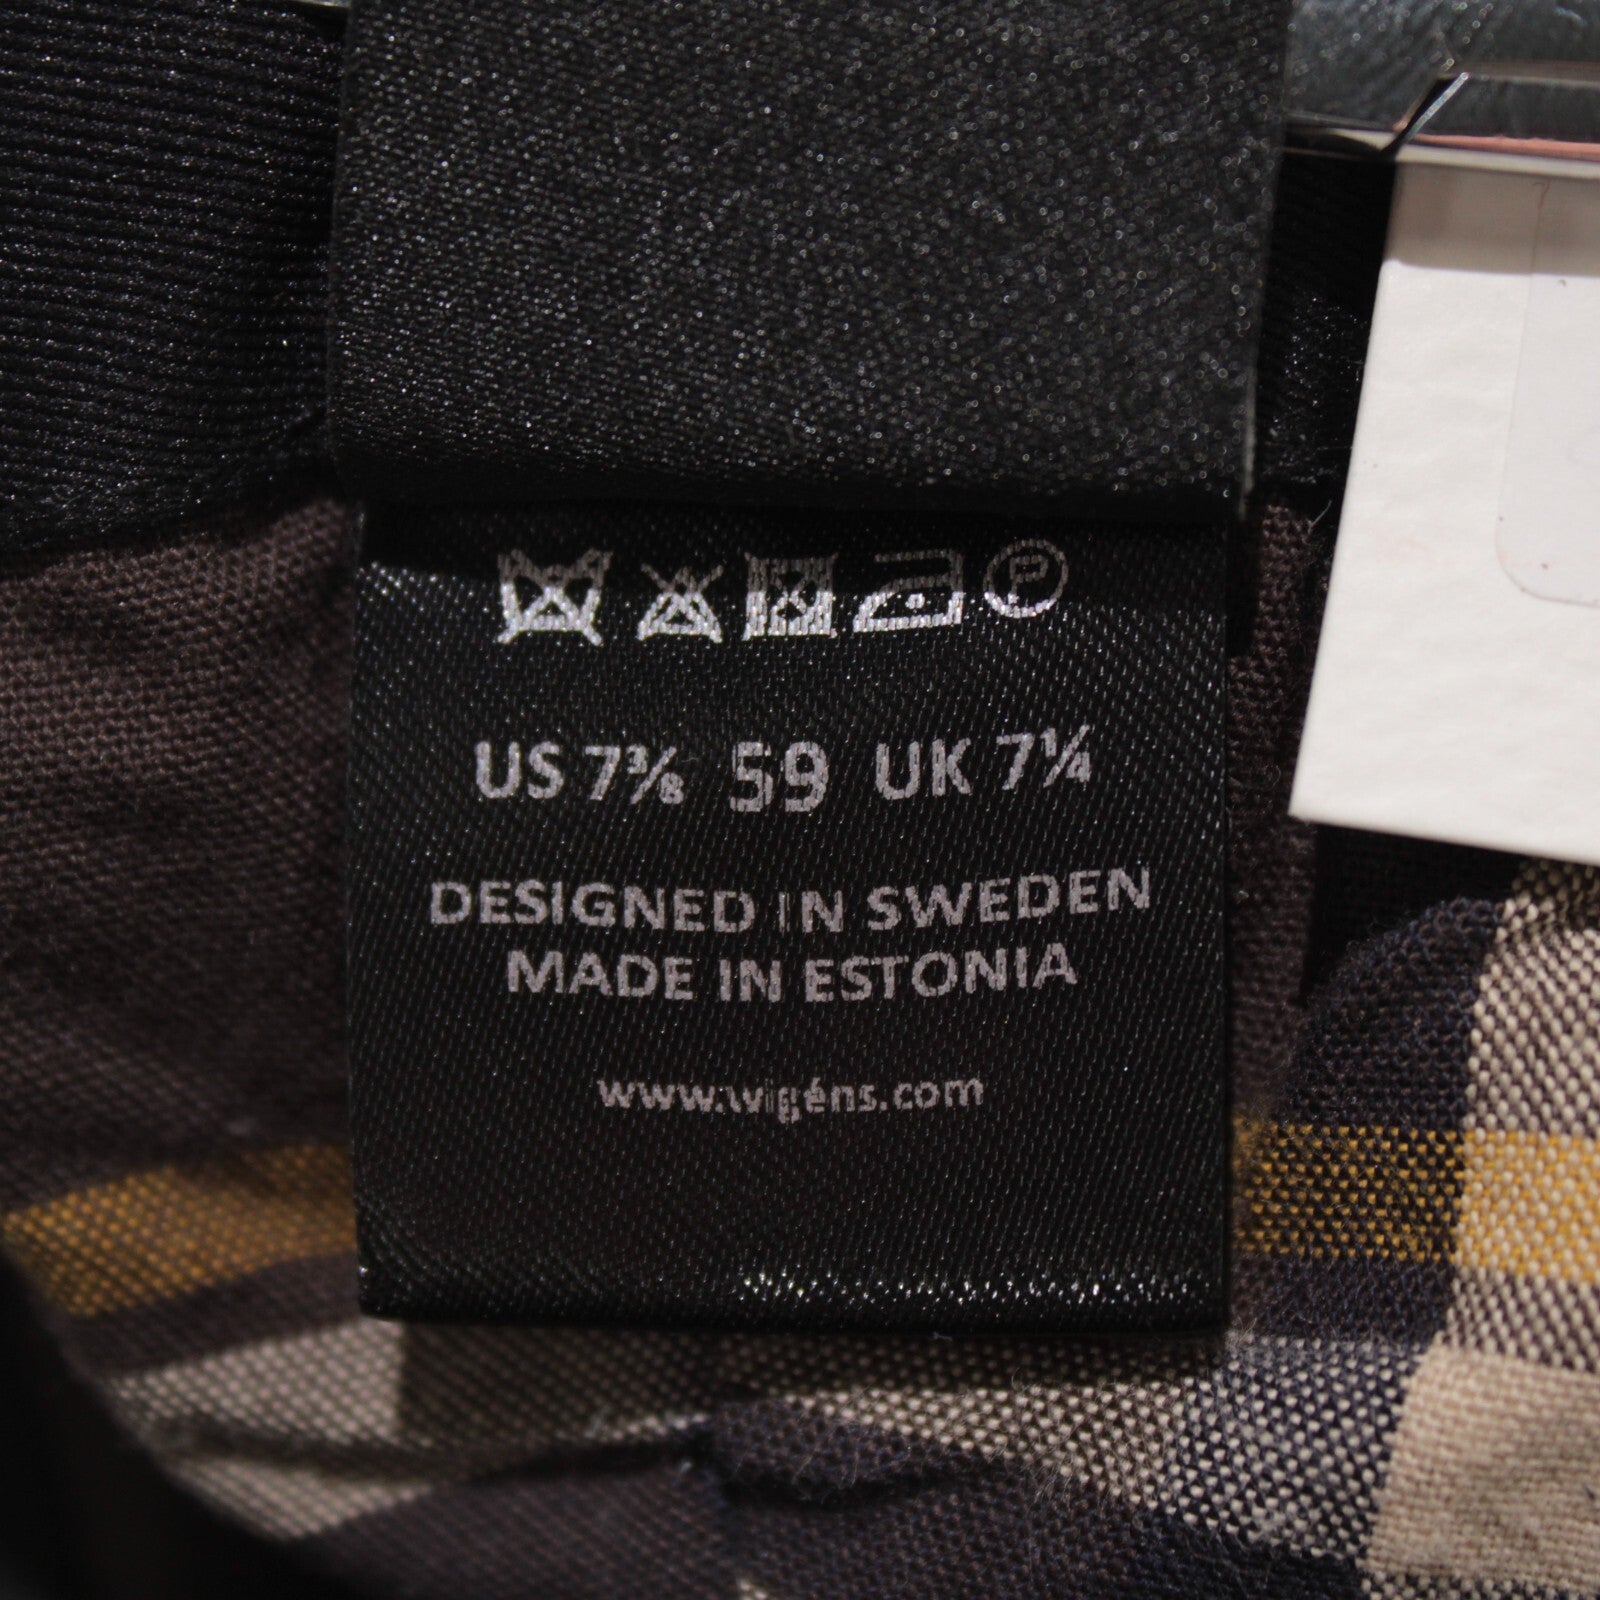 P
US 7⅜ 59 UK 7¼
DESIGNED IN SWEDEN
MADE IN ESTONIA
www.wigéns.com